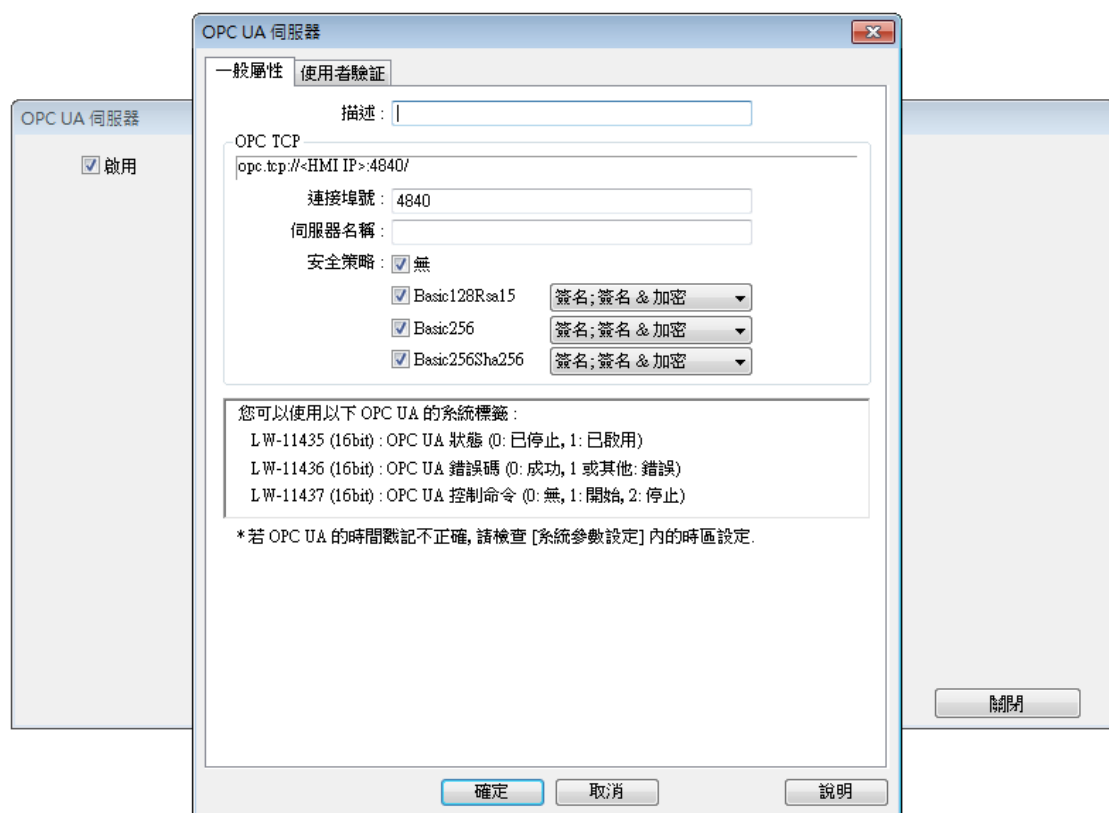 OPC UA 伺服器
一般屬性 使用者驗証
描述 :
OPC UA 伺服器
啟用
OPC TCP
opc.tcp://<HMI IP>:4840/
連接埠號 : 4840
伺服器名稱 :
安全策略 : 無
Basic128Rsa15 簽名; 簽名 & 加密
Basic256 簽名; 簽名 & 加密
Basic256Sha256 簽名; 簽名 & 加密
您可以使用以下 OPC UA 的系統標籤 :
LW-11435 (16bit) : OPC UA 狀態 (0: 已停止, 1: 已啟用)
LW-11436 (16bit) : OPC UA 錯誤碼 (0: 成功, 1 或其他: 錯誤)
LW-11437 (16bit) : OPC UA 控制命令 (0: 無, 1: 開始, 2: 停止)
*若 OPC UA 的時間戳記不正確, 請檢查 [系統參數設定] 內的時區設定.
關閉
確定 取消 說明